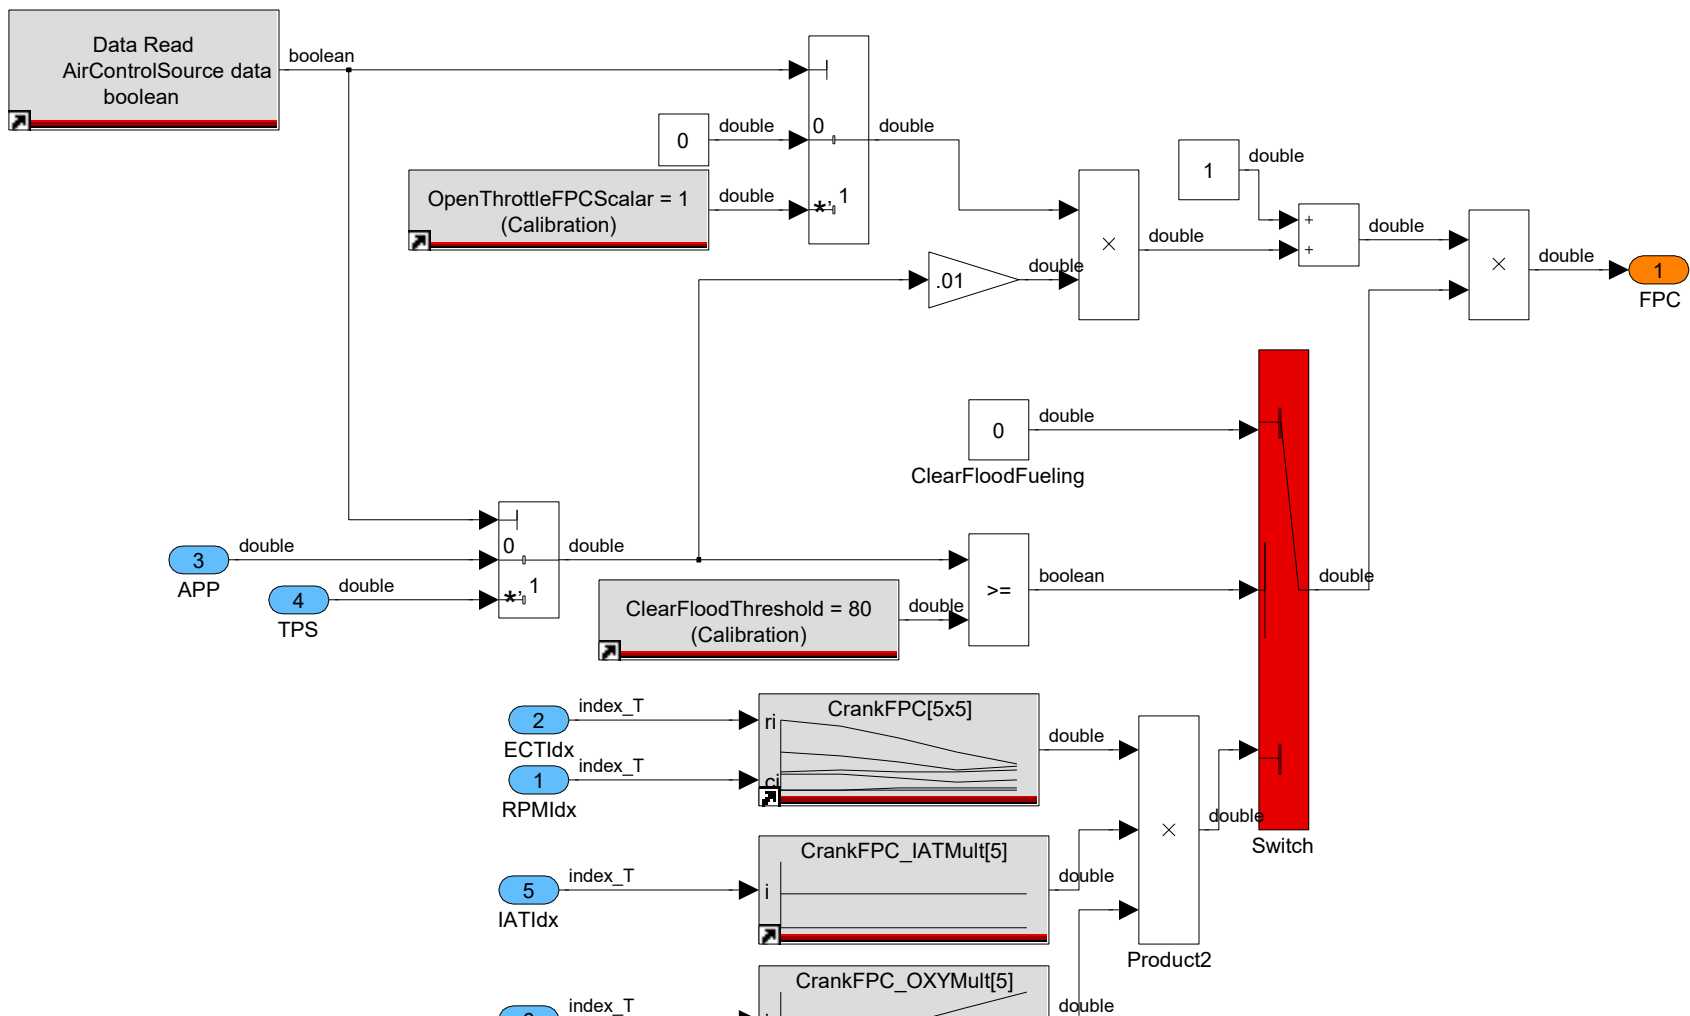 Data Read
AirControlSource data
boolean
boolean
0
double
0
double
OpenThrottleFPCScalar = 1
(Calibration)
double
*, 1
1
double
.01
double
×
double
+
+
double
×
double
1
FPC
0
double
ClearFloodFueling
3
APP
double
4
TPS
double
0
*, 1
double
ClearFloodThreshold = 80
(Calibration)
double
>=
boolean
double
Switch
2
ECTIdx
index_T
1
RPMIdx
index_T
CrankFPC[5x5]
ri
ci
double
5
IATIdx
index_T
CrankFPC_IATMult[5]
i
double
×
Product2
double
index_T
CrankFPC_OXYMult[5]
double